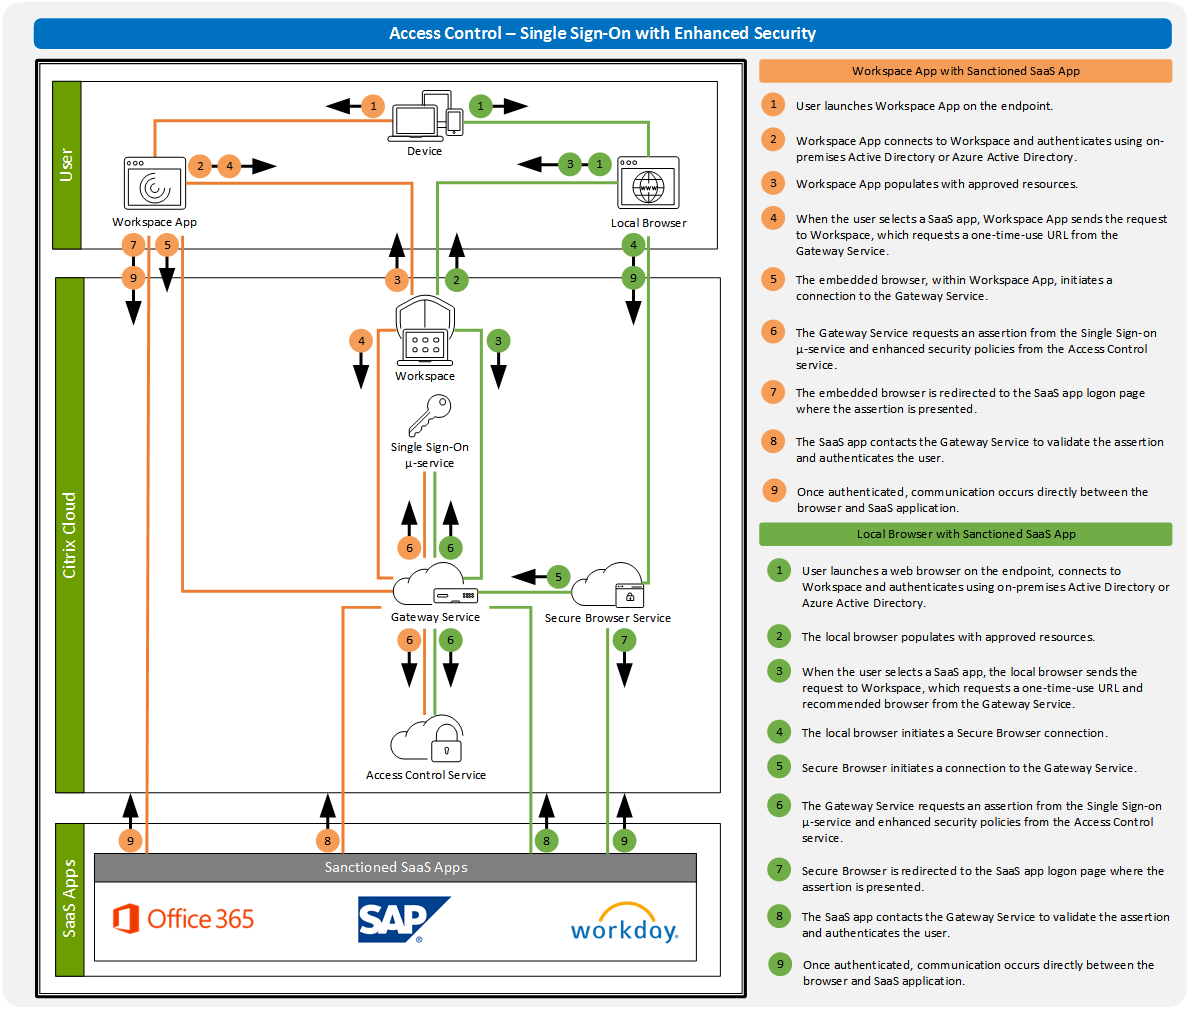 Access Control – Single Sign-On with Enhanced Security
User
1
1
Device
2
4
3
1
WWW
Workspace App
Local Browser
7
5
4
9
3
2
9
Citrix Cloud
4
3
Workspace
Single Sign-On
μ-service
6
6
5
Gateway Service
Secure Browser Service
6
6
7
Access Control Service
SaaS Apps
9
8
8
9
Sanctioned SaaS Apps
Office 365
SAP®
workday.
Workspace App with Sanctioned SaaS App
1 User launches Workspace App on the endpoint.
2 Workspace App connects to Workspace and authenticates using on-
premises Active Directory or Azure Active Directory.
3 Workspace App populates with approved resources.
4 When the user selects a SaaS app, Workspace App sends the request
to Workspace, which requests a one-time-use URL from the
Gateway Service.
5 The embedded browser, within Workspace App, initiates a
connection to the Gateway Service.
6 The Gateway Service requests an assertion from the Single Sign-on
μ-service and enhanced security policies from the Access Control
service.
7 The embedded browser is redirected to the SaaS app logon page
where the assertion is presented.
8 The SaaS app contacts the Gateway Service to validate the assertion
and authenticates the user.
9 Once authenticated, communication occurs directly between the
browser and SaaS application.
Local Browser with Sanctioned SaaS App
1 User launches a web browser on the endpoint, connects to
Workspace and authenticates using on-premises Active Directory or
Azure Active Directory.
2 The local browser populates with approved resources.
3 When the user selects a SaaS app, the local browser sends the
request to Workspace, which requests a one-time-use URL and
recommended browser from the Gateway Service.
4 The local browser initiates a Secure Browser connection.
5 Secure Browser initiates a connection to the Gateway Service.
6 The Gateway Service requests an assertion from the Single Sign-on
μ-service and enhanced security policies from the Access Control
service.
7 Secure Browser is redirected to the SaaS app logon page where the
assertion is presented.
8 The SaaS app contacts the Gateway Service to validate the assertion
and authenticates the user.
9 Once authenticated, communication occurs directly between the
browser and SaaS application.